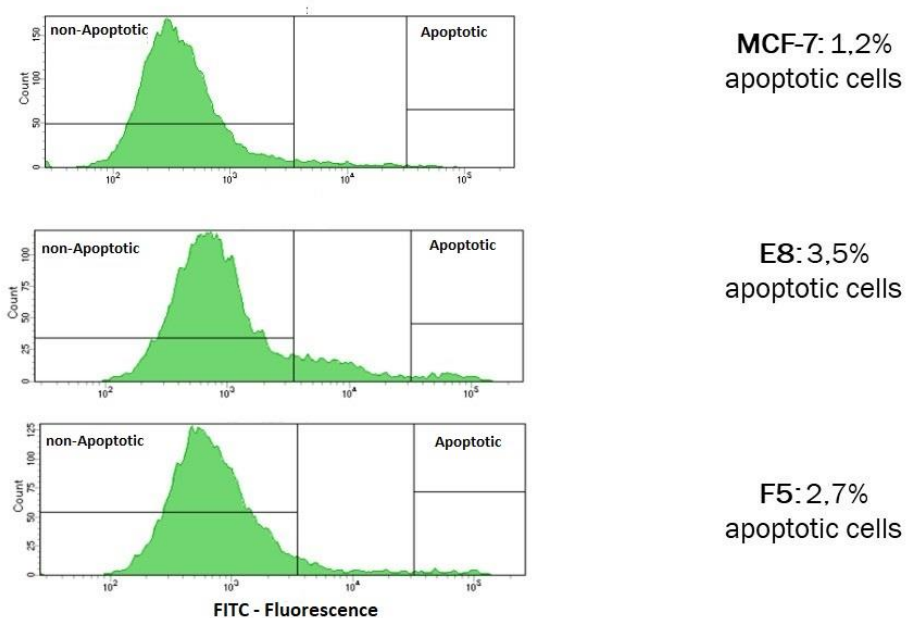 non-Apoptotic
Apoptotic
Count
150
100
50
0
10²
10³
10⁴
10⁵
MCF-7: 1,2%
apoptotic cells
non-Apoptotic
Apoptotic
Count
100
75
50
25
0
10²
10³
10⁴
10⁵
E8: 3,5%
apoptotic cells
non-Apoptotic
Apoptotic
Count
125
100
75
50
25
0
10²
10³
10⁴
10⁵
FITC - Fluorescence
F5: 2,7%
apoptotic cells